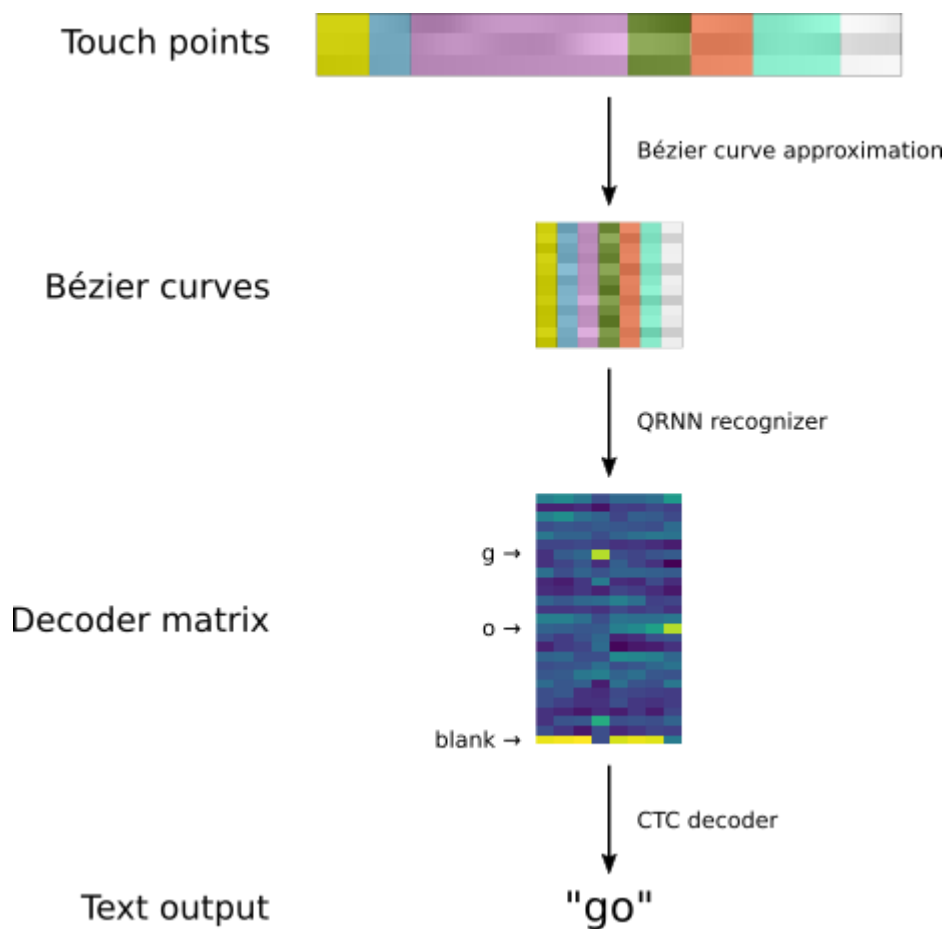 Touch points
Bézier curve approximation
Bézier curves
QRNN recognizer
g →
Decoder matrix
o →
blank →
CTC decoder
Text output
"go"